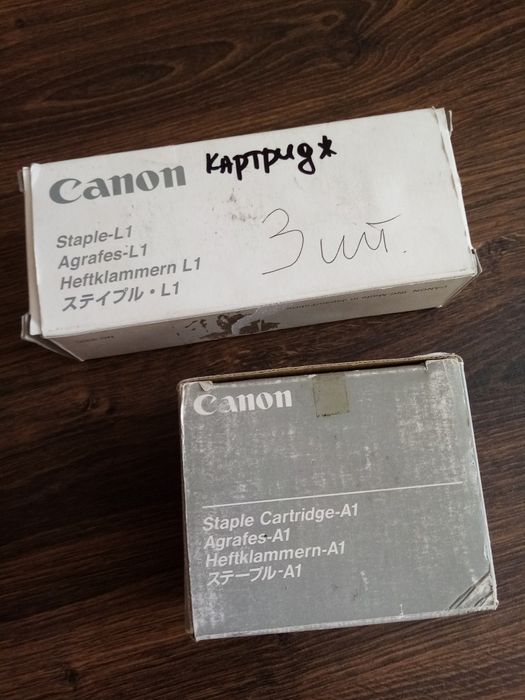 Canon
картридж
Staple-L1
Agrafes-L1
Heftklammern L1
ステイプル・L1
3 шт.
Canon
Staple Cartridge-A1
Agrafes-A1
Heftklammern-A1
ステープル-A1